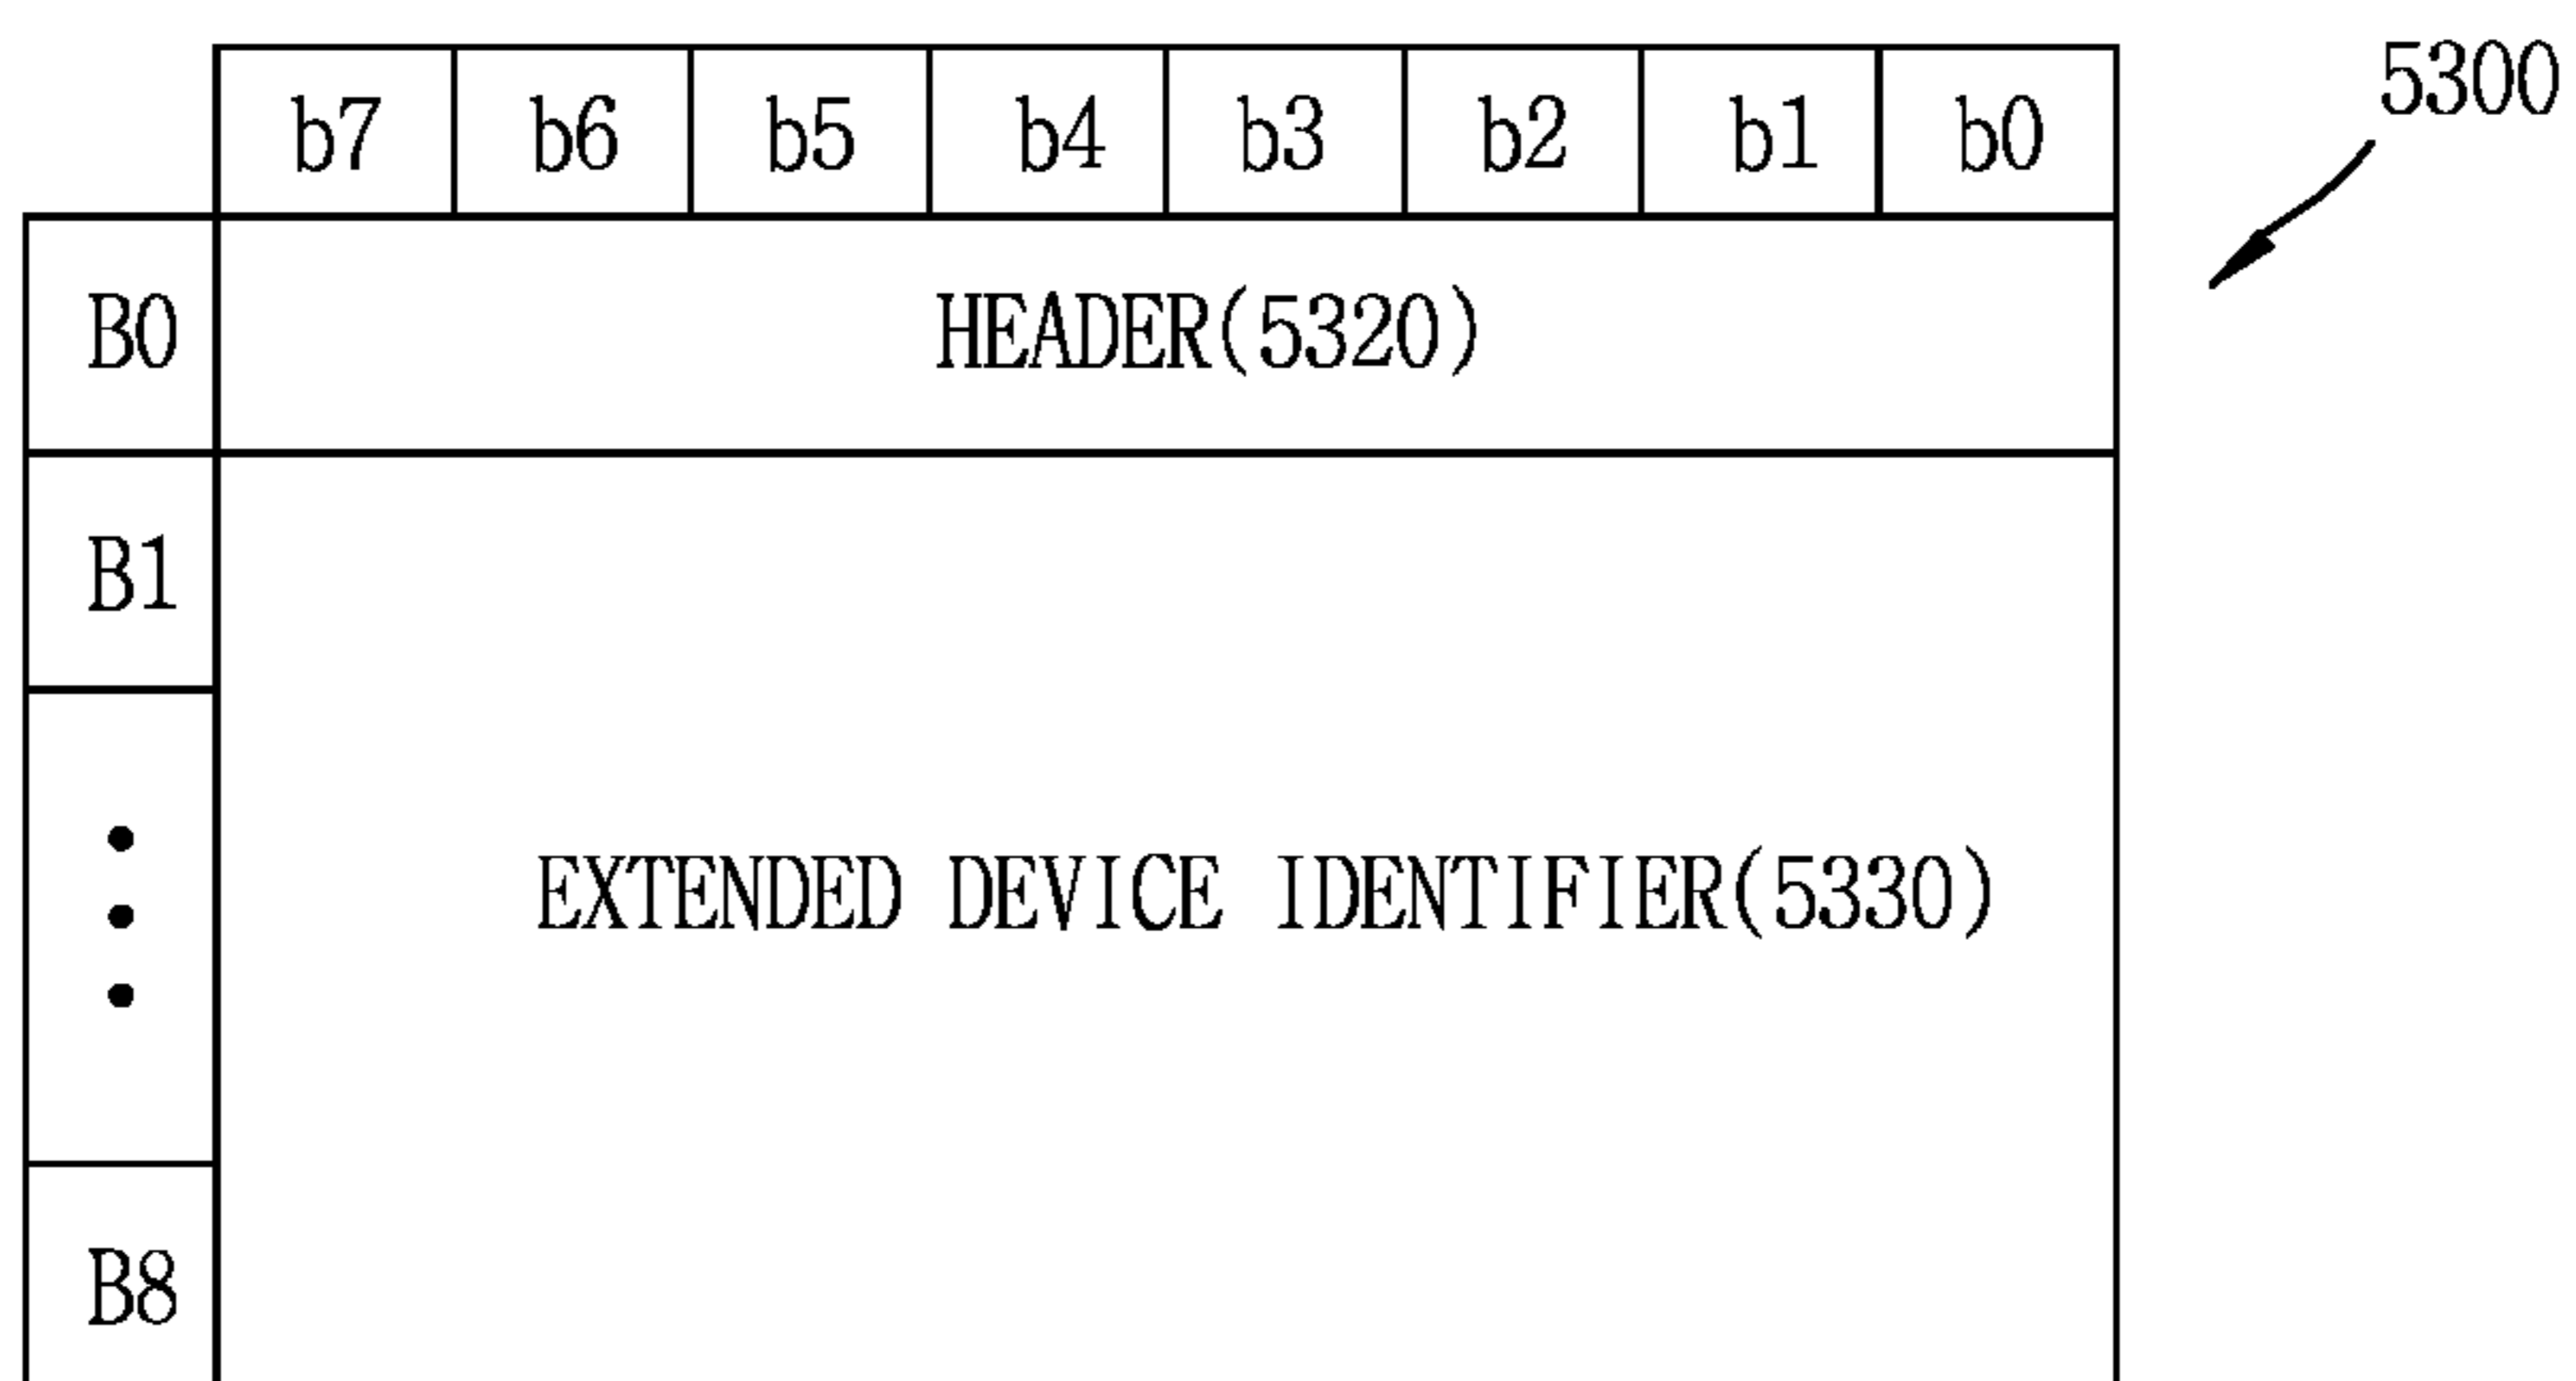 5300
b7 b6 b5 b4 b3 b2 b1 b0
B0 HEADER(5320)
B1
EXTENDED DEVICE IDENTIFIER(5330)
B8